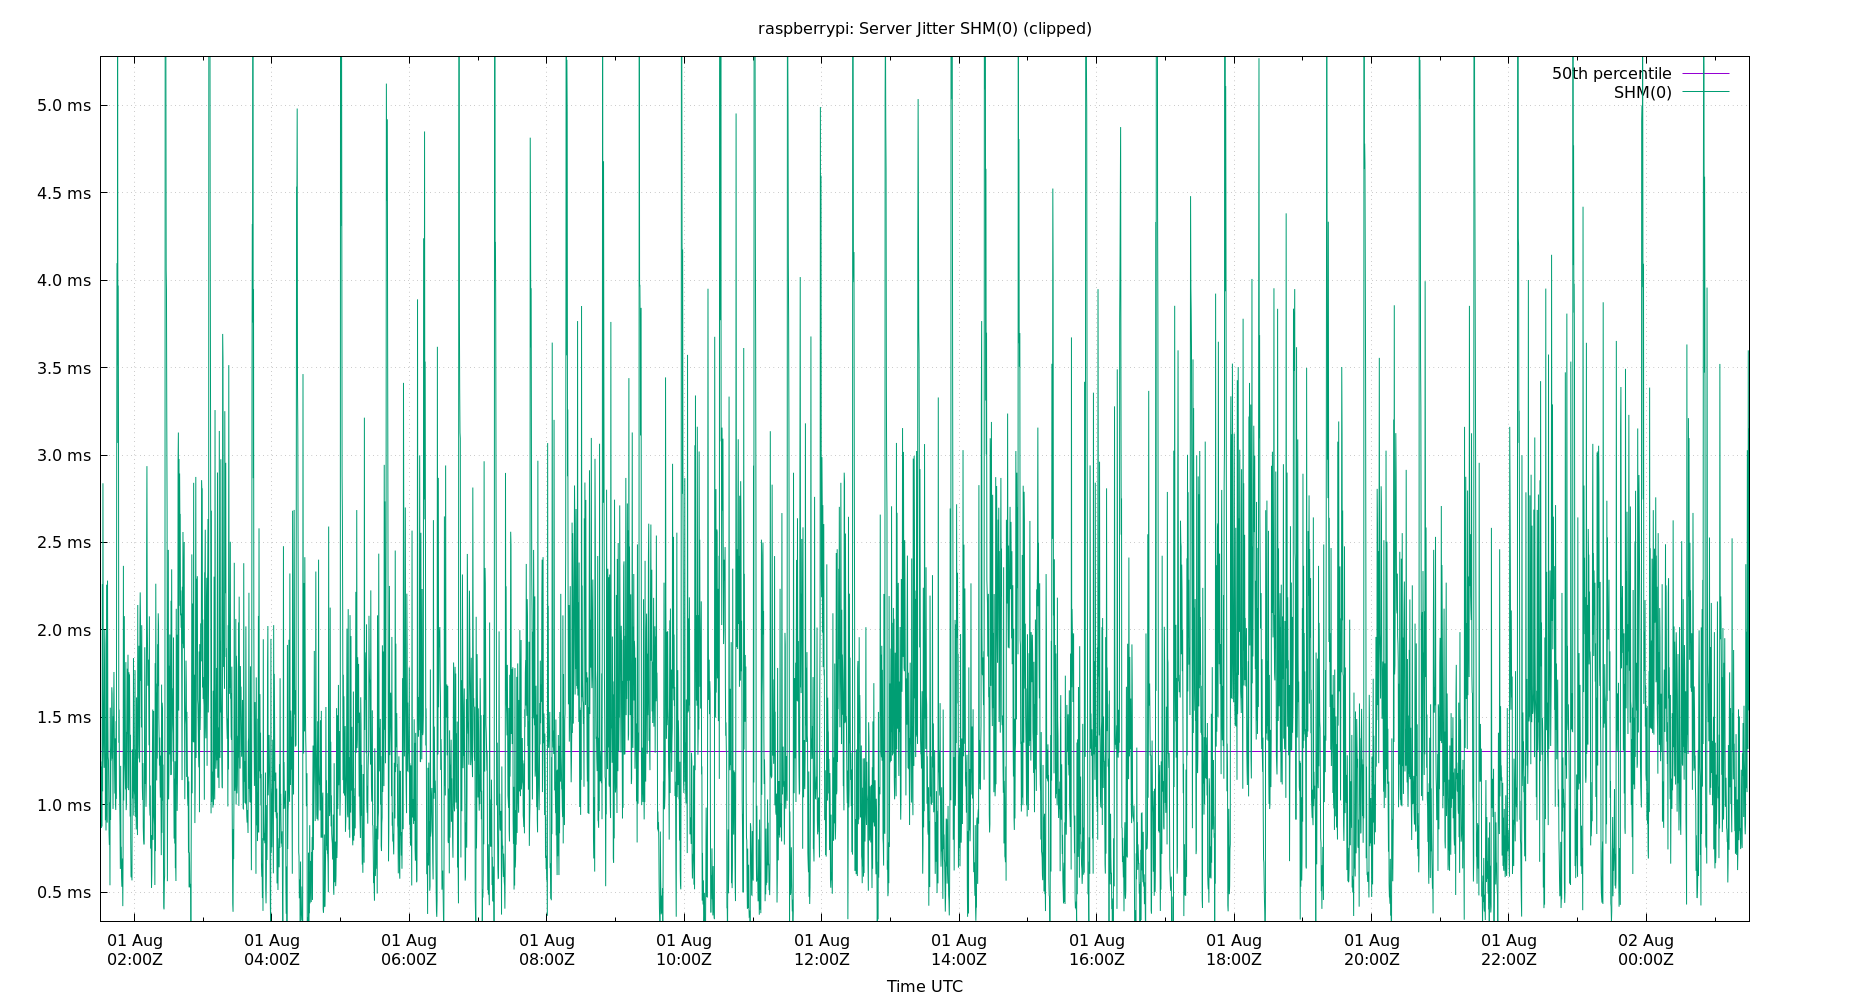 raspberrypi: Server Jitter SHM(0) (clipped)
50th percentile
SHM(0)
5.0 ms
4.5 ms
4.0 ms
3.5 ms
3.0 ms
2.5 ms
2.0 ms
1.5 ms
1.0 ms
0.5 ms
01 Aug 01 Aug 01 Aug 01 Aug 01 Aug 01 Aug 01 Aug 01 Aug 01 Aug 01 Aug 01 Aug 02 Aug
02:00Z 04:00Z 06:00Z 08:00Z 10:00Z 12:00Z 14:00Z 16:00Z 18:00Z 20:00Z 22:00Z 00:00Z
Time UTC